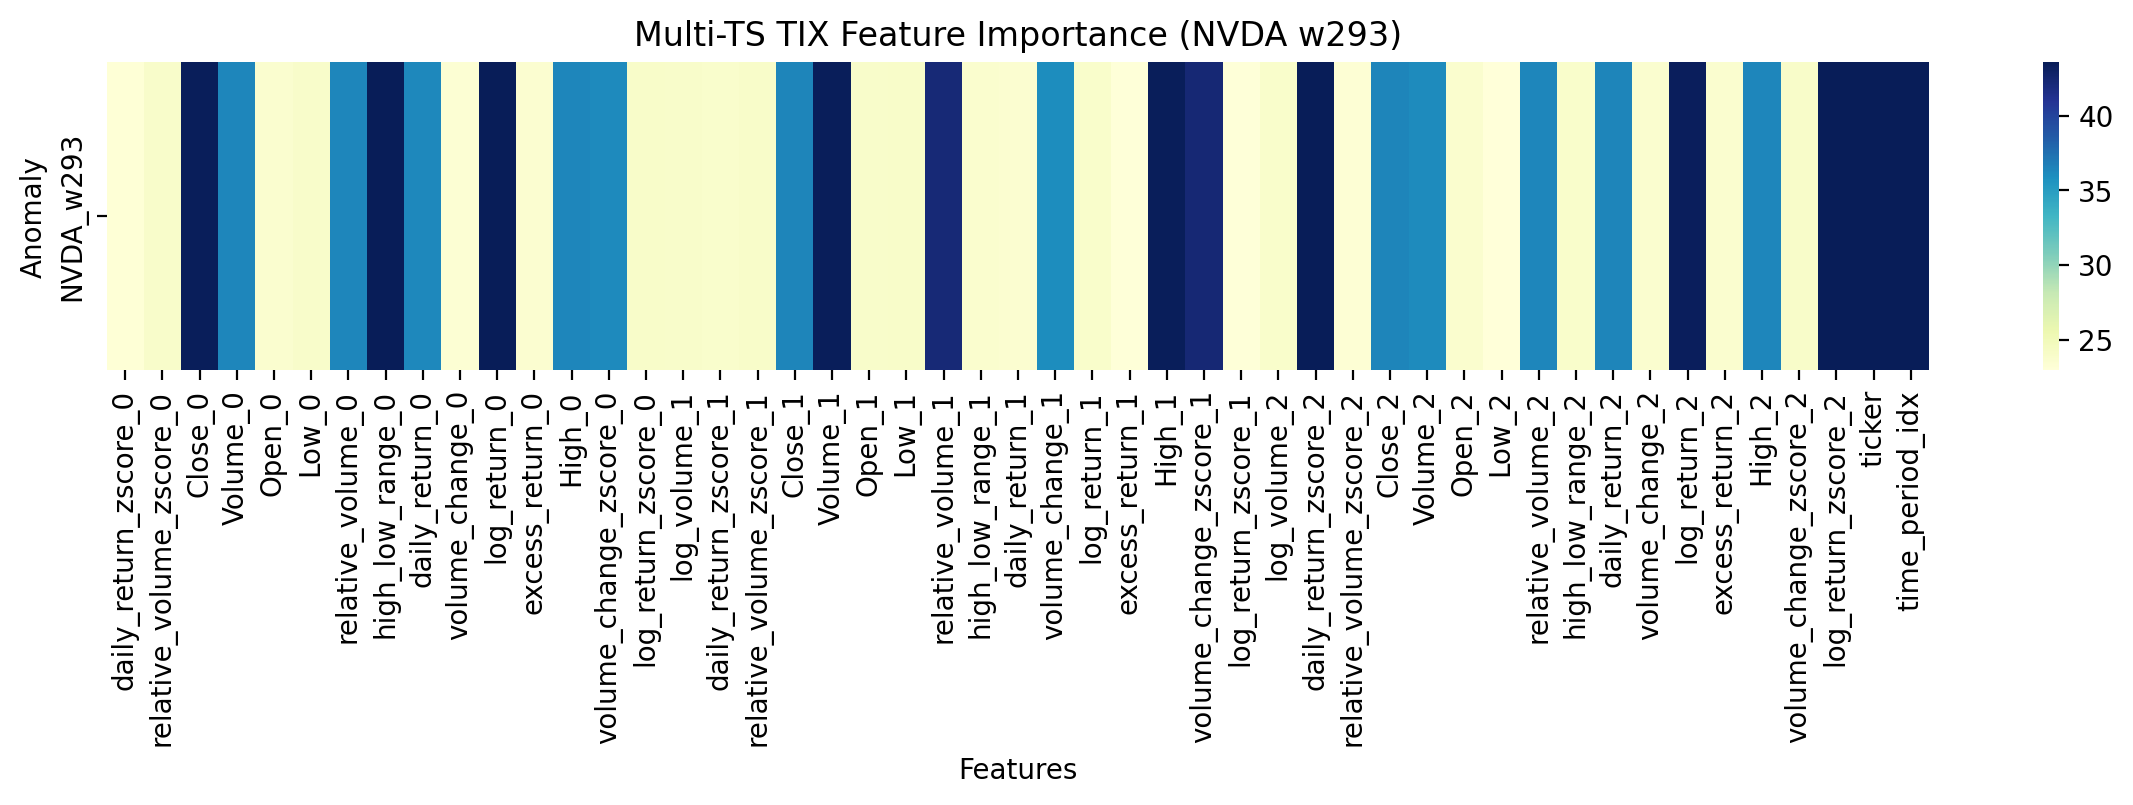 Multi-TS TIX Feature Importance (NVDA w293)
Anomaly
NVDA_w293
40
35
30
25
daily_return_zscore_0
relative_volume_zscore_0
Close_0
Volume_0
Open_0
Low_0
relative_volume_0
high_low_range_0
daily_return_0
volume_change_0
log_return_0
excess_return_0
High_0
volume_change_zscore_0
log_return_zscore_0
log_volume_1
daily_return_zscore_1
relative_volume_zscore_1
Close_1
Volume_1
Open_1
Low_1
relative_volume_1
high_low_range_1
daily_return_1
volume_change_1
log_return_1
excess_return_1
High_1
volume_change_zscore_1
log_return_zscore_1
log_volume_2
daily_return_zscore_2
relative_volume_zscore_2
Close_2
Volume_2
Open_2
Low_2
relative_volume_2
high_low_range_2
daily_return_2
volume_change_2
log_return_2
excess_return_2
High_2
volume_change_zscore_2
log_return_zscore_2
ticker
time_period_idx
Features